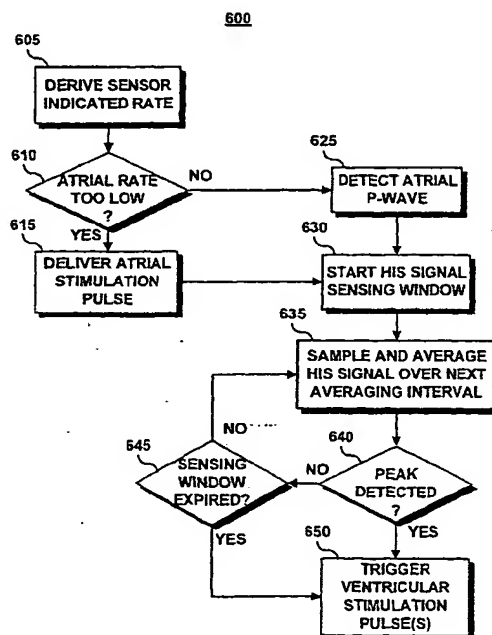 600
605
DERIVE SENSOR
INDICATED RATE
610
ATRIAL RATE
TOO LOW
?
NO
YES
615
DELIVER ATRIAL
STIMULATION
PULSE
625
DETECT ATRIAL
P-WAVE
630
START HIS SIGNAL
SENSING WINDOW
635
SAMPLE AND AVERAGE
HIS SIGNAL OVER NEXT
AVERAGING INTERVAL
NO
645
SENSING
WINDOW
EXPIRED?
YES
640
NO
PEAK
DETECTED
?
YES
650
TRIGGER
VENTRICULAR
STIMULATION
PULSE(S)